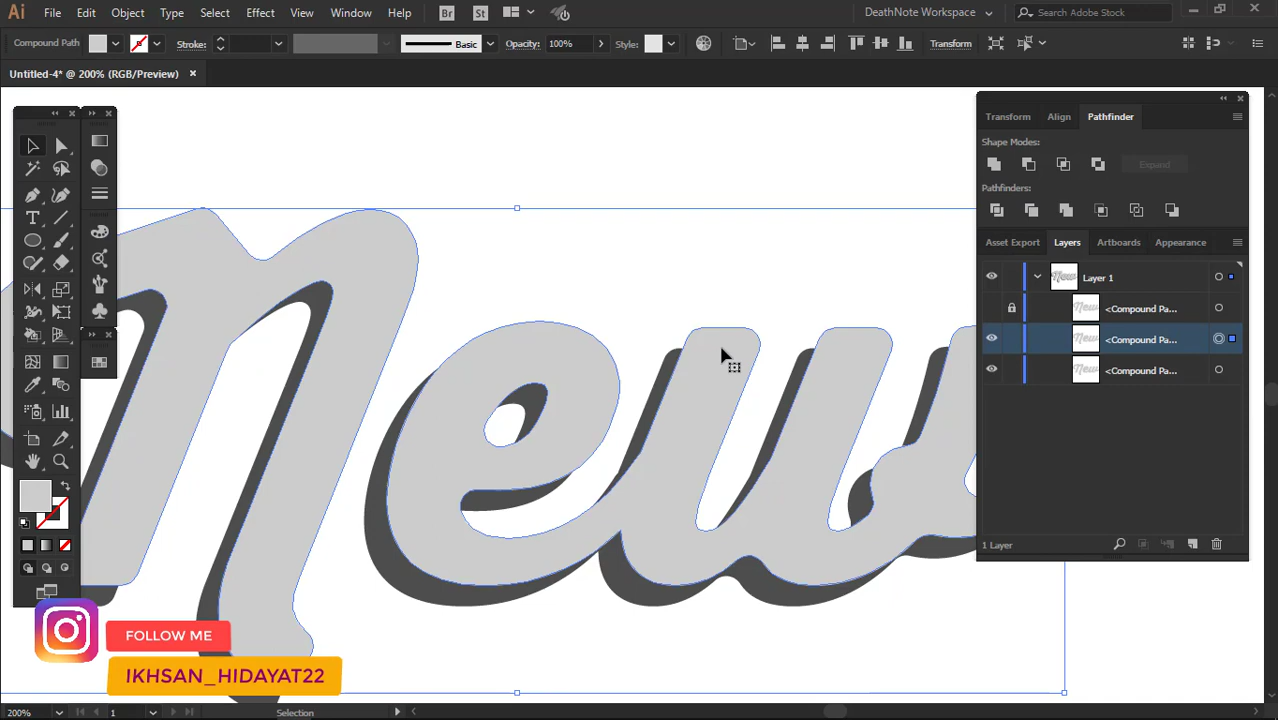 Ai File Edit Object Type Select Effect View Window Help Br St DeathNote Workspace Search Adobe Stock
Compound Path Stroke: Basic Opacity: 100% Style: Transform
Untitled-4* @ 200% (RGB/Preview)
Transform Align Pathfinder
Shape Modes:
Expand
Pathfinders:
Asset Export Layers Artboards Appearance
Layer 1
<Compound Pa...
<Compound Pa...
<Compound Pa...
1 Layer
New
FOLLOW ME
IKHSAN_HIDAYAT22
200% 1 Selection